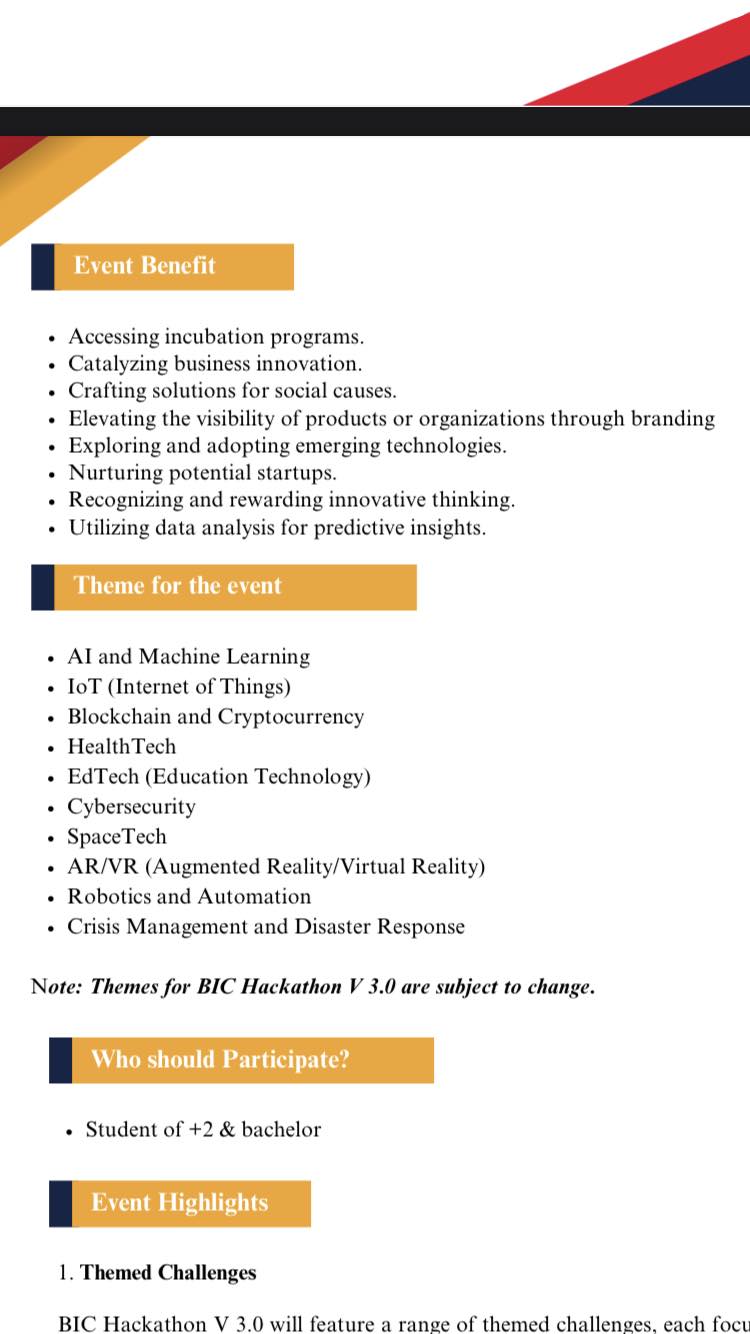 Event Benefit
• Accessing incubation programs.
• Catalyzing business innovation.
• Crafting solutions for social causes.
• Elevating the visibility of products or organizations through branding
• Exploring and adopting emerging technologies.
• Nurturing potential startups.
• Recognizing and rewarding innovative thinking.
• Utilizing data analysis for predictive insights.
Theme for the event
• AI and Machine Learning
• IoT (Internet of Things)
• Blockchain and Cryptocurrency
• HealthTech
• EdTech (Education Technology)
• Cybersecurity
• SpaceTech
• AR/VR (Augmented Reality/Virtual Reality)
• Robotics and Automation
• Crisis Management and Disaster Response
Note: Themes for BIC Hackathon V 3.0 are subject to change.
Who should Participate?
• Student of +2 & bachelor
Event Highlights
1. Themed Challenges
BIC Hackathon V 3.0 will feature a range of themed challenges, each